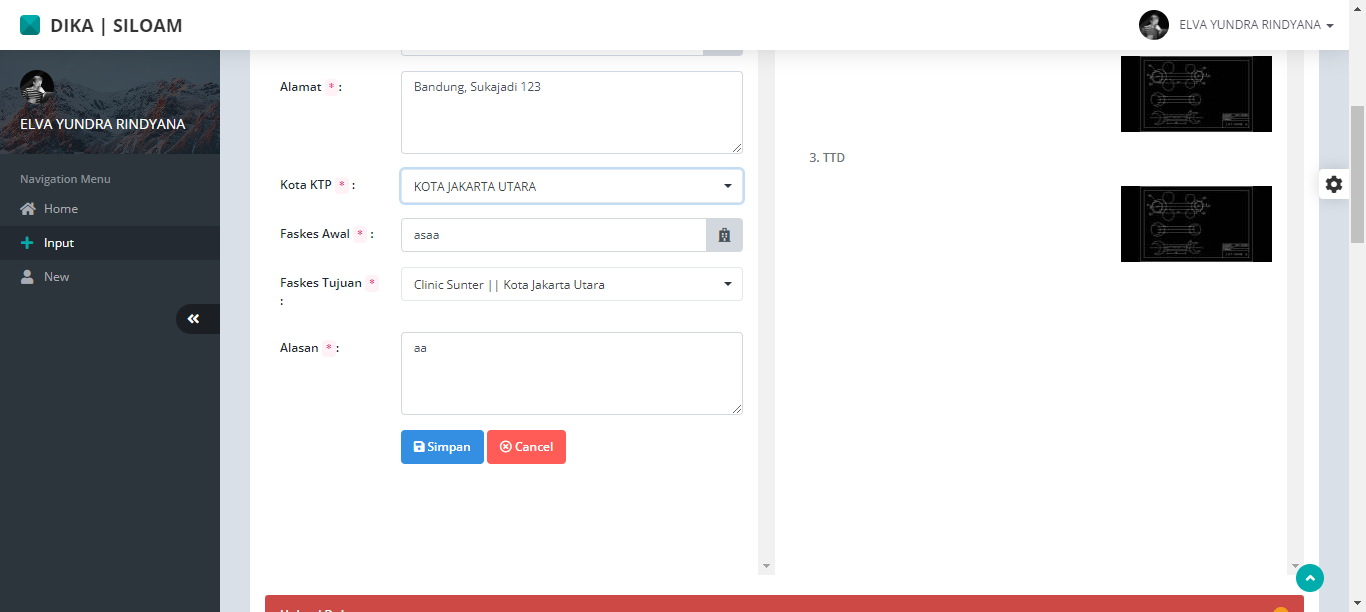 DIKA | SILOAM
ELVA YUNDRA RINDYANA
ELVA YUNDRA RINDYANA
Navigation Menu
Home
Input
New
Alamat * :
Bandung, Sukajadi 123
Kota KTP * :
KOTA JAKARTA UTARA
Faskes Awal * :
asaa
Faskes Tujuan *
:
Clinic Sunter || Kota Jakarta Utara
Alasan * :
aa
Simpan
Cancel
3. TTD